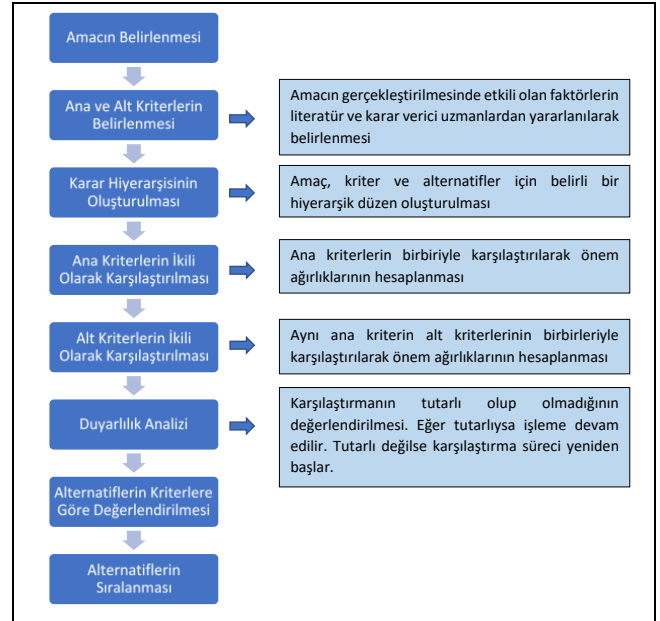 Amacın Belirlenmesi
Ana ve Alt Kriterlerin
Belirlenmesi
Amacın gerçekleştirilmesinde etkili olan faktörlerin
literatür ve karar verici uzmanlardan yararlanılarak
belirlenmesi
Karar Hiyerarşisinin
Oluşturulması
Amaç, kriter ve alternatifler için belirli bir
hiyerarşik düzen oluşturulması
Ana Kriterlerin İkili
Olarak Karşılaştırılması
Ana kriterlerin birbiriyle karşılaştırılarak önem
ağırlıklarının hesaplanması
Alt Kriterlerin İkili
Olarak Karşılaştırılması
Aynı ana kriterin alt kriterlerinin birbirleriyle
karşılaştırılarak önem ağırlıklarının hesaplanması
Duyarlılık Analizi
Karşılaştırmanın tutarlı olup olmadığının
değerlendirilmesi. Eğer tutarlıysa işleme devam
edilir. Tutarlı değilse karşılaştırma süreci yeniden
başlar.
Alternatiflerin Kriterlere
Göre Değerlendirilmesi
Alternatiflerin
Sıralanması